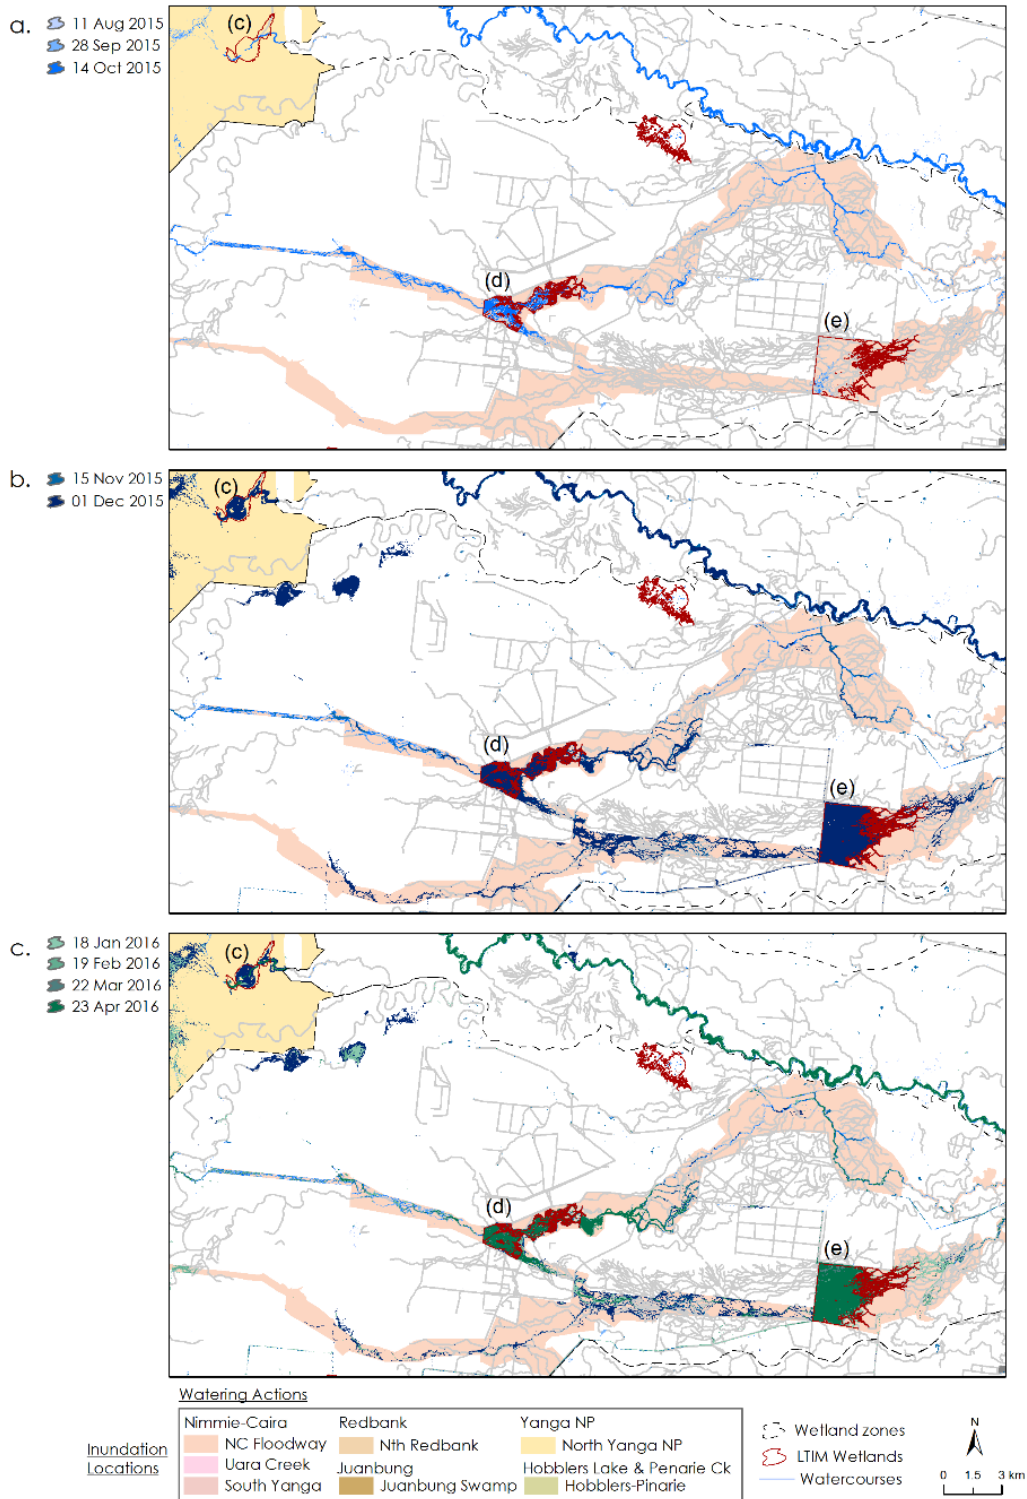 a.
11 Aug 2015
28 Sep 2015
14 Oct 2015
(c)
(d)
(e)
b.
15 Nov 2015
01 Dec 2015
(c)
(d)
(e)
c.
18 Jan 2016
19 Feb 2016
22 Mar 2016
23 Apr 2016
(c)
(d)
(e)
Watering Actions
Inundation
Locations
Nimmie-Caira
NC Floodway
Uara Creek
South Yanga
Redbank
Nth Redbank
Juanbung
Juanbung Swamp
Yanga NP
North Yanga NP
Hobblers Lake & Penarie Ck
Hobblers-Pinarie
Wetland zones
LTIM Wetlands
Watercourses
N
0 1.5 3 km